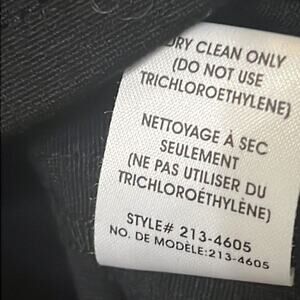 DRY CLEAN ONLY
(DO NOT USE
TRICHLOROETHYLENE)
NETTOYAGE À SEC
SEULEMENT
(NE PAS UTILISER DU
TRICHLOROÉTHYLÈNE)
STYLE# 213-4605
NO. DE MODÈLE:213-4605